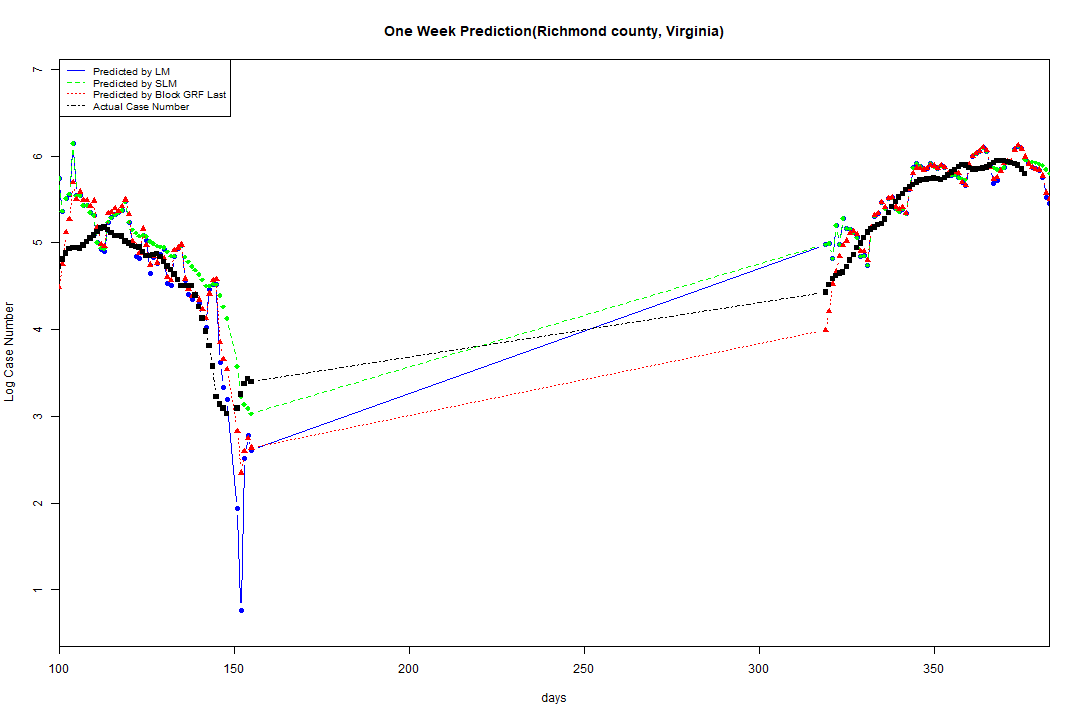 One Week Prediction(Richmond county, Virginia)
Predicted by LM
Predicted by SLM
Predicted by Block GRF Last
Actual Case Number
7
6
5
4
3
2
1
Log Case Number
100 150 200 250 300 350
days